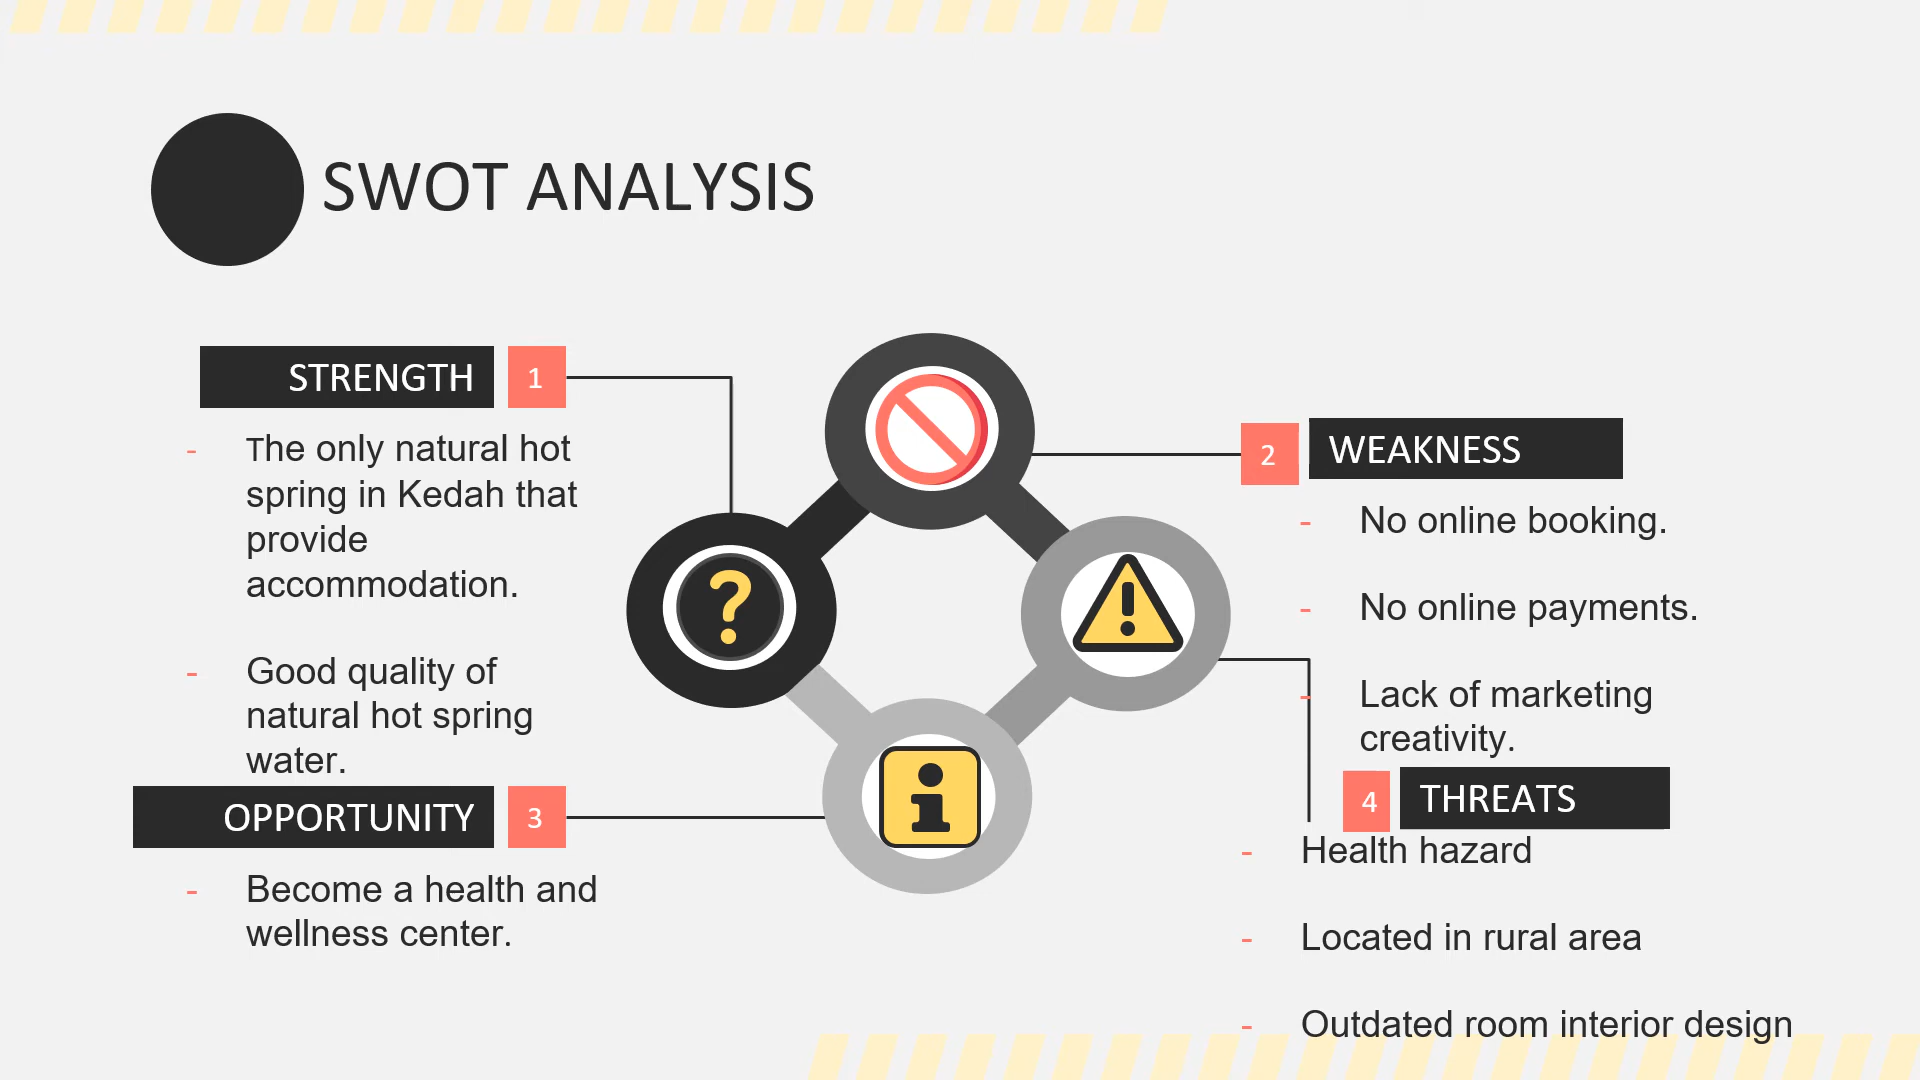 SWOT ANALYSIS
STRENGTH 1
- The only natural hot
spring in Kedah that
provide
accommodation.
- Good quality of
natural hot spring
water.
2 WEAKNESS
- No online booking.
- No online payments.
- Lack of marketing
creativity.
OPPORTUNITY 3
- Become a health and
wellness center.
4 THREATS
- Health hazard
- Located in rural area
- Outdated room interior design